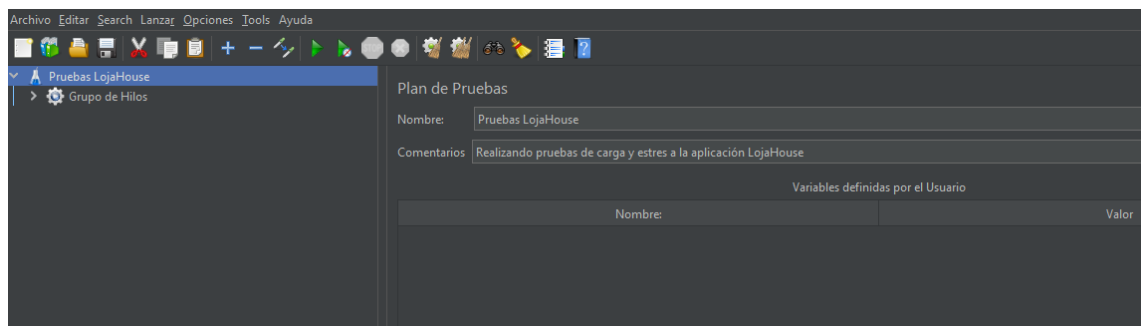 Archivo Editar Search Lanzar Opciones Tools Ayuda
Pruebas LojaHouse
Grupo de Hilos
Plan de Pruebas
Nombre: Pruebas LojaHouse
Comentarios Realizando pruebas de carga y estres a la aplicación LojaHouse
Variables definidas por el Usuario
Nombre: Valor